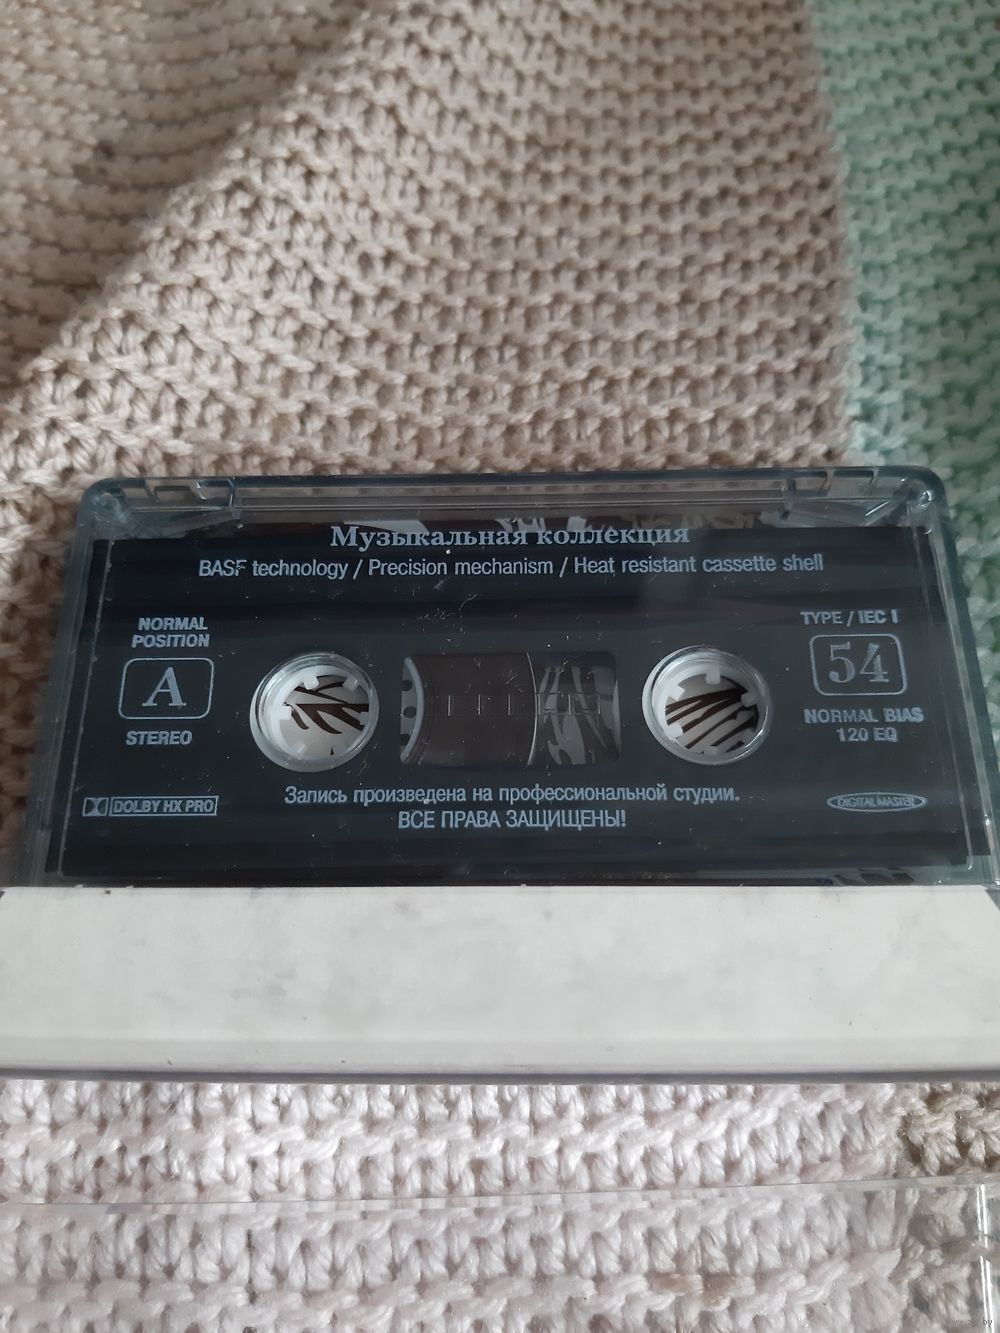 Музыкальная коллекция
BASF technology / Precision mechanism / Heat resistant cassette shell
NORMAL
POSITION
A
STEREO
TYPE / IEC I
54
NORMAL BIAS
120 EQ
DOLBY HX PRO
Запись произведена на профессиональной студии.
ВСЕ ПРАВА ЗАЩИЩЕНЫ!
DIGITAL MASTER